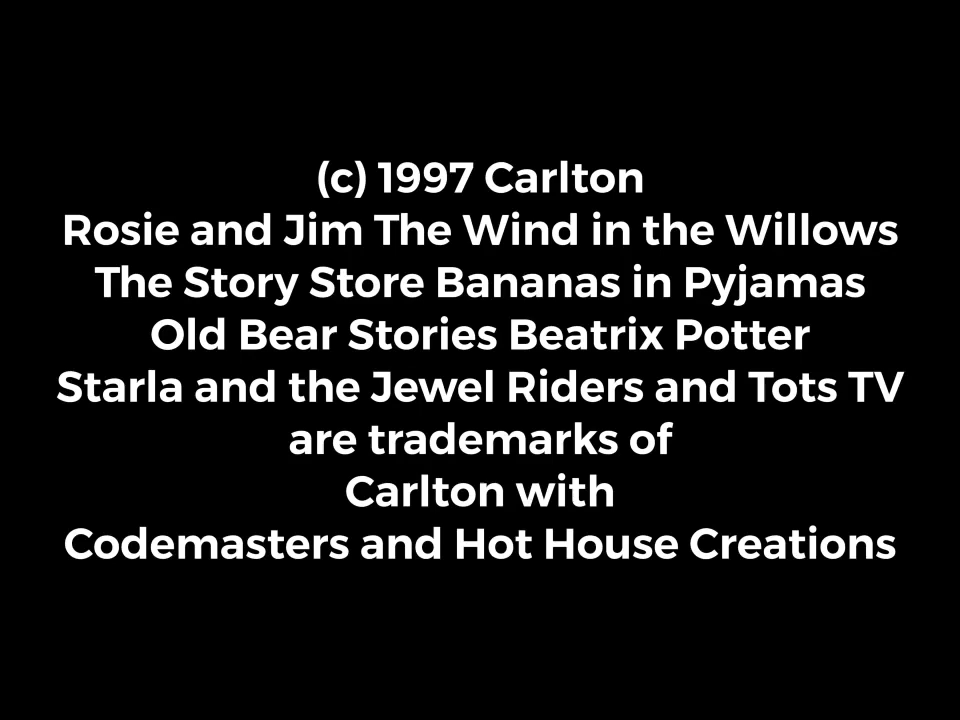 (c) 1997 Carlton
Rosie and Jim The Wind in the Willows
The Story Store Bananas in Pyjamas
Old Bear Stories Beatrix Potter
Starla and the Jewel Riders and Tots TV
are trademarks of
Carlton with
Codemasters and Hot House Creations